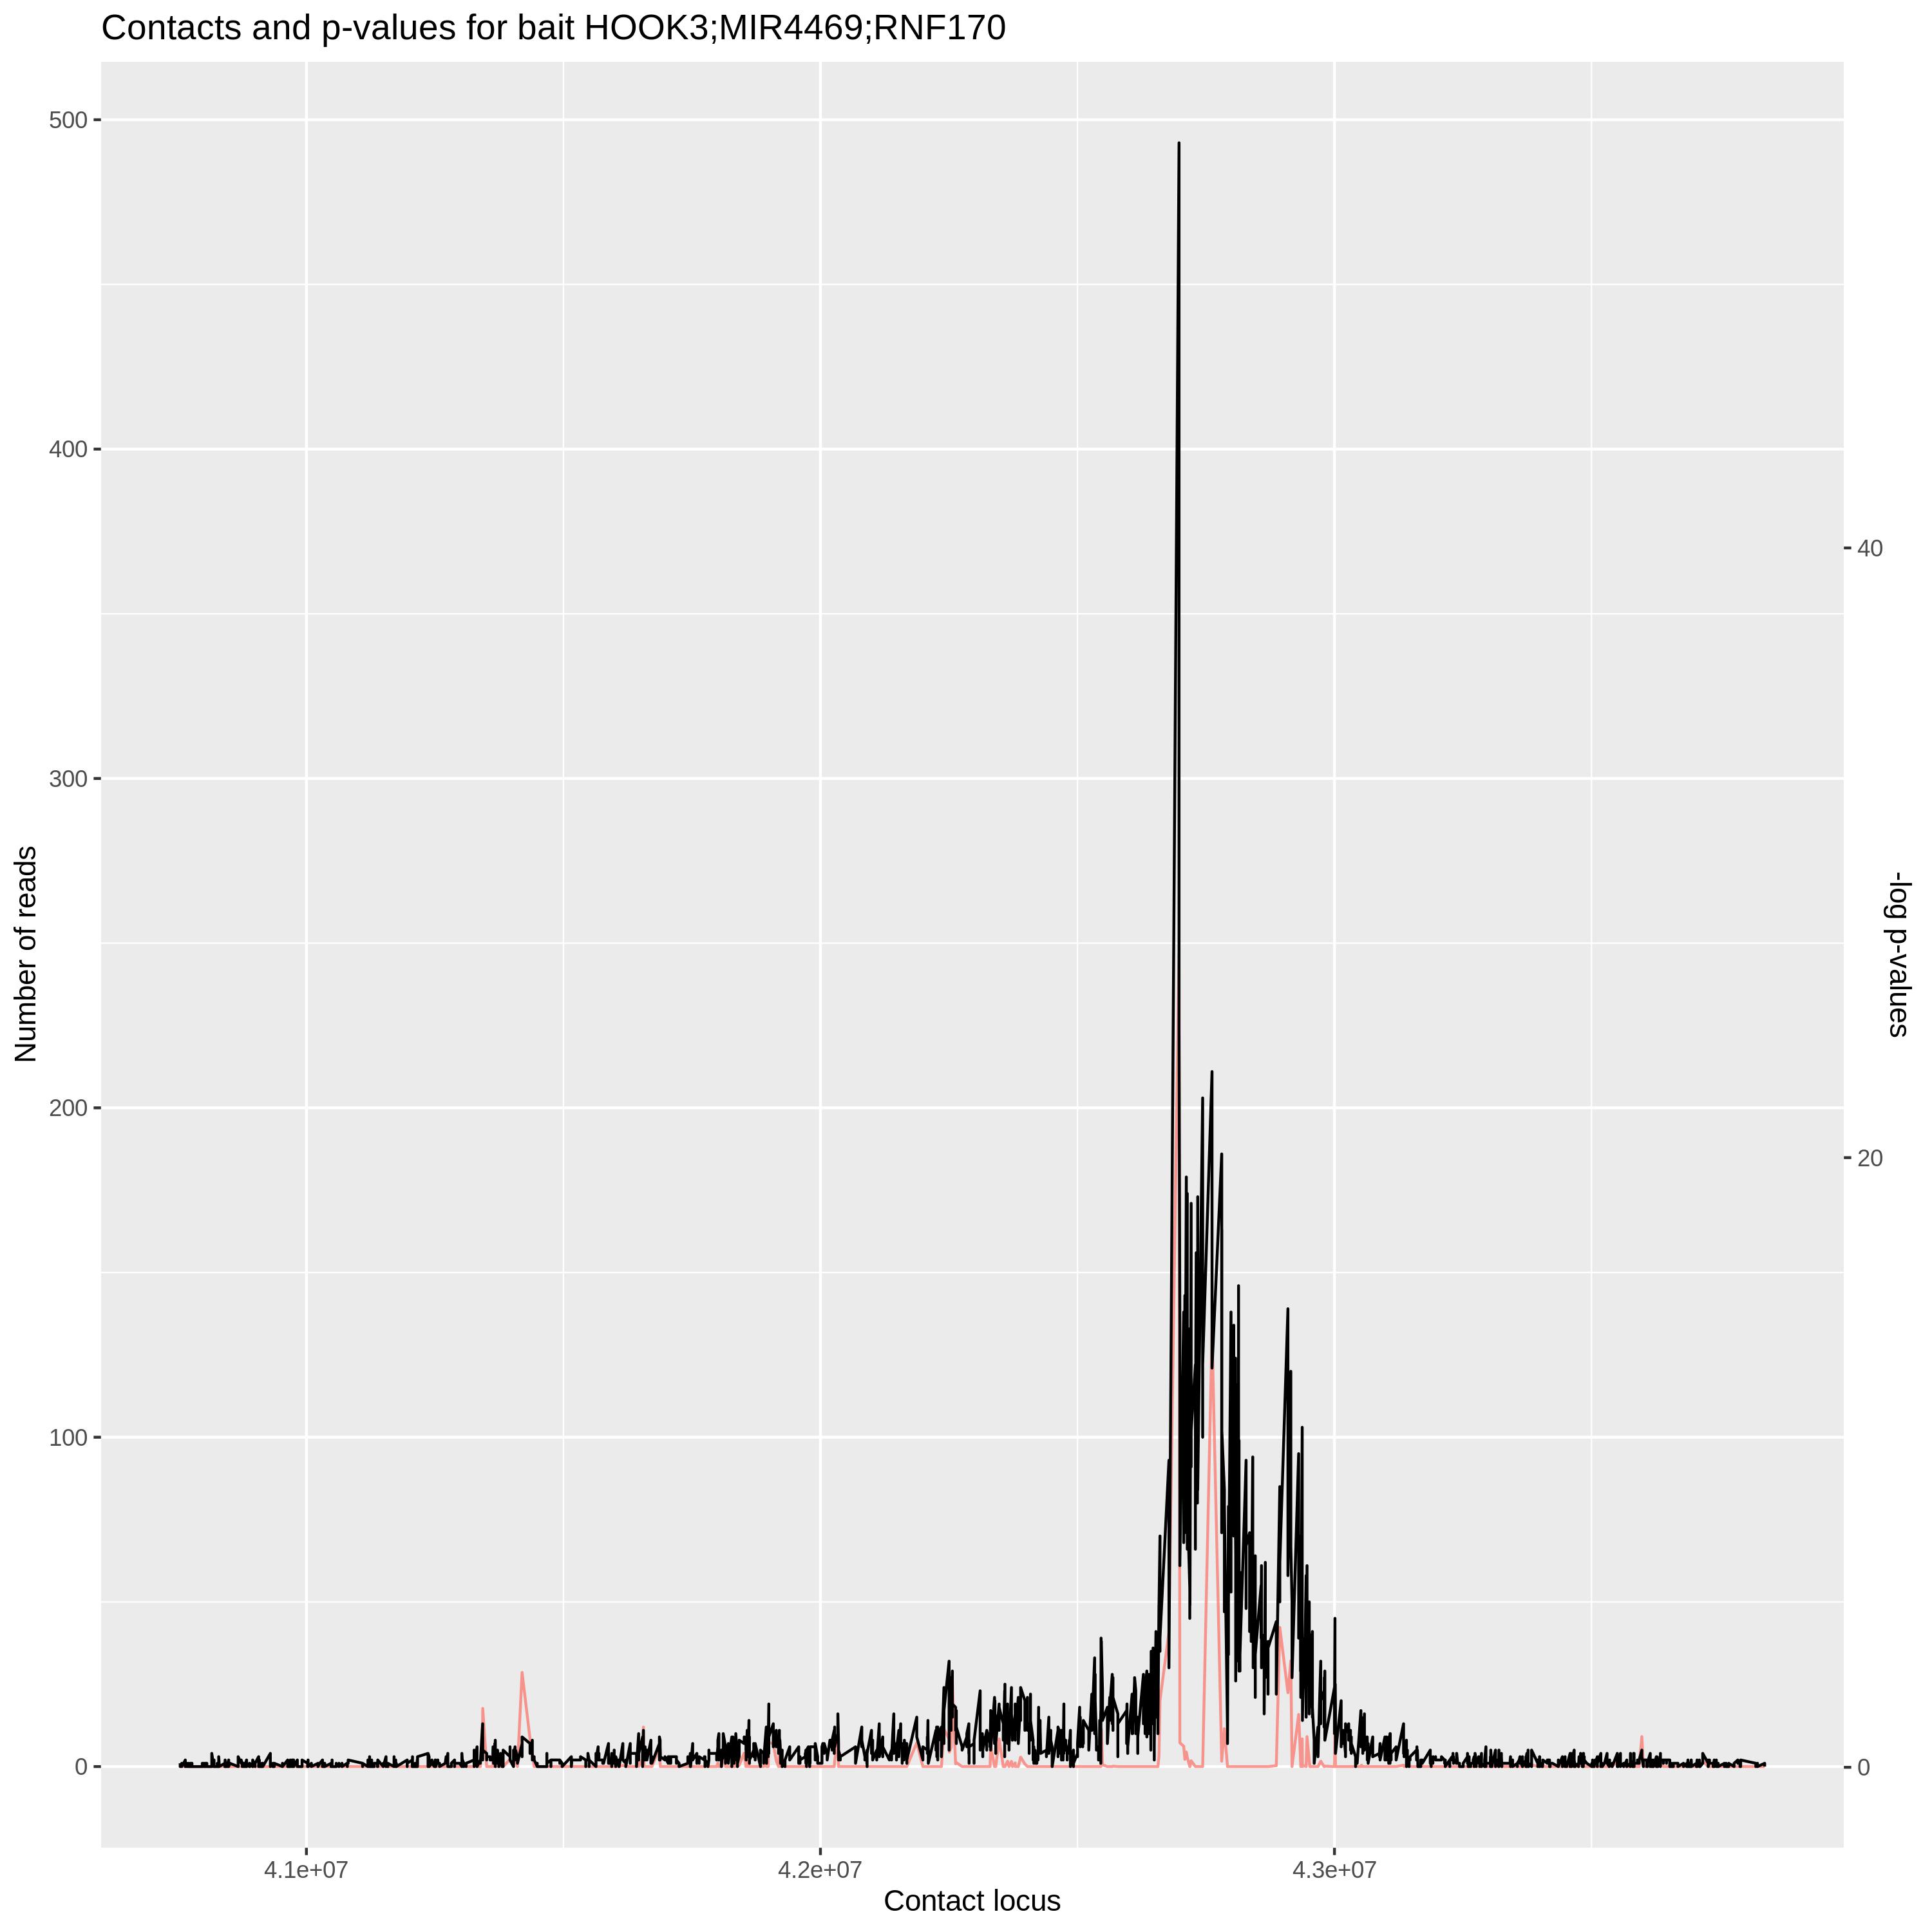 Contacts and p-values for bait HOOK3;MIR4469;RNF170
500
400
300
200
100
0
Number of reads
40
20
0
-log p-values
4.1e+07
4.2e+07
4.3e+07
Contact locus